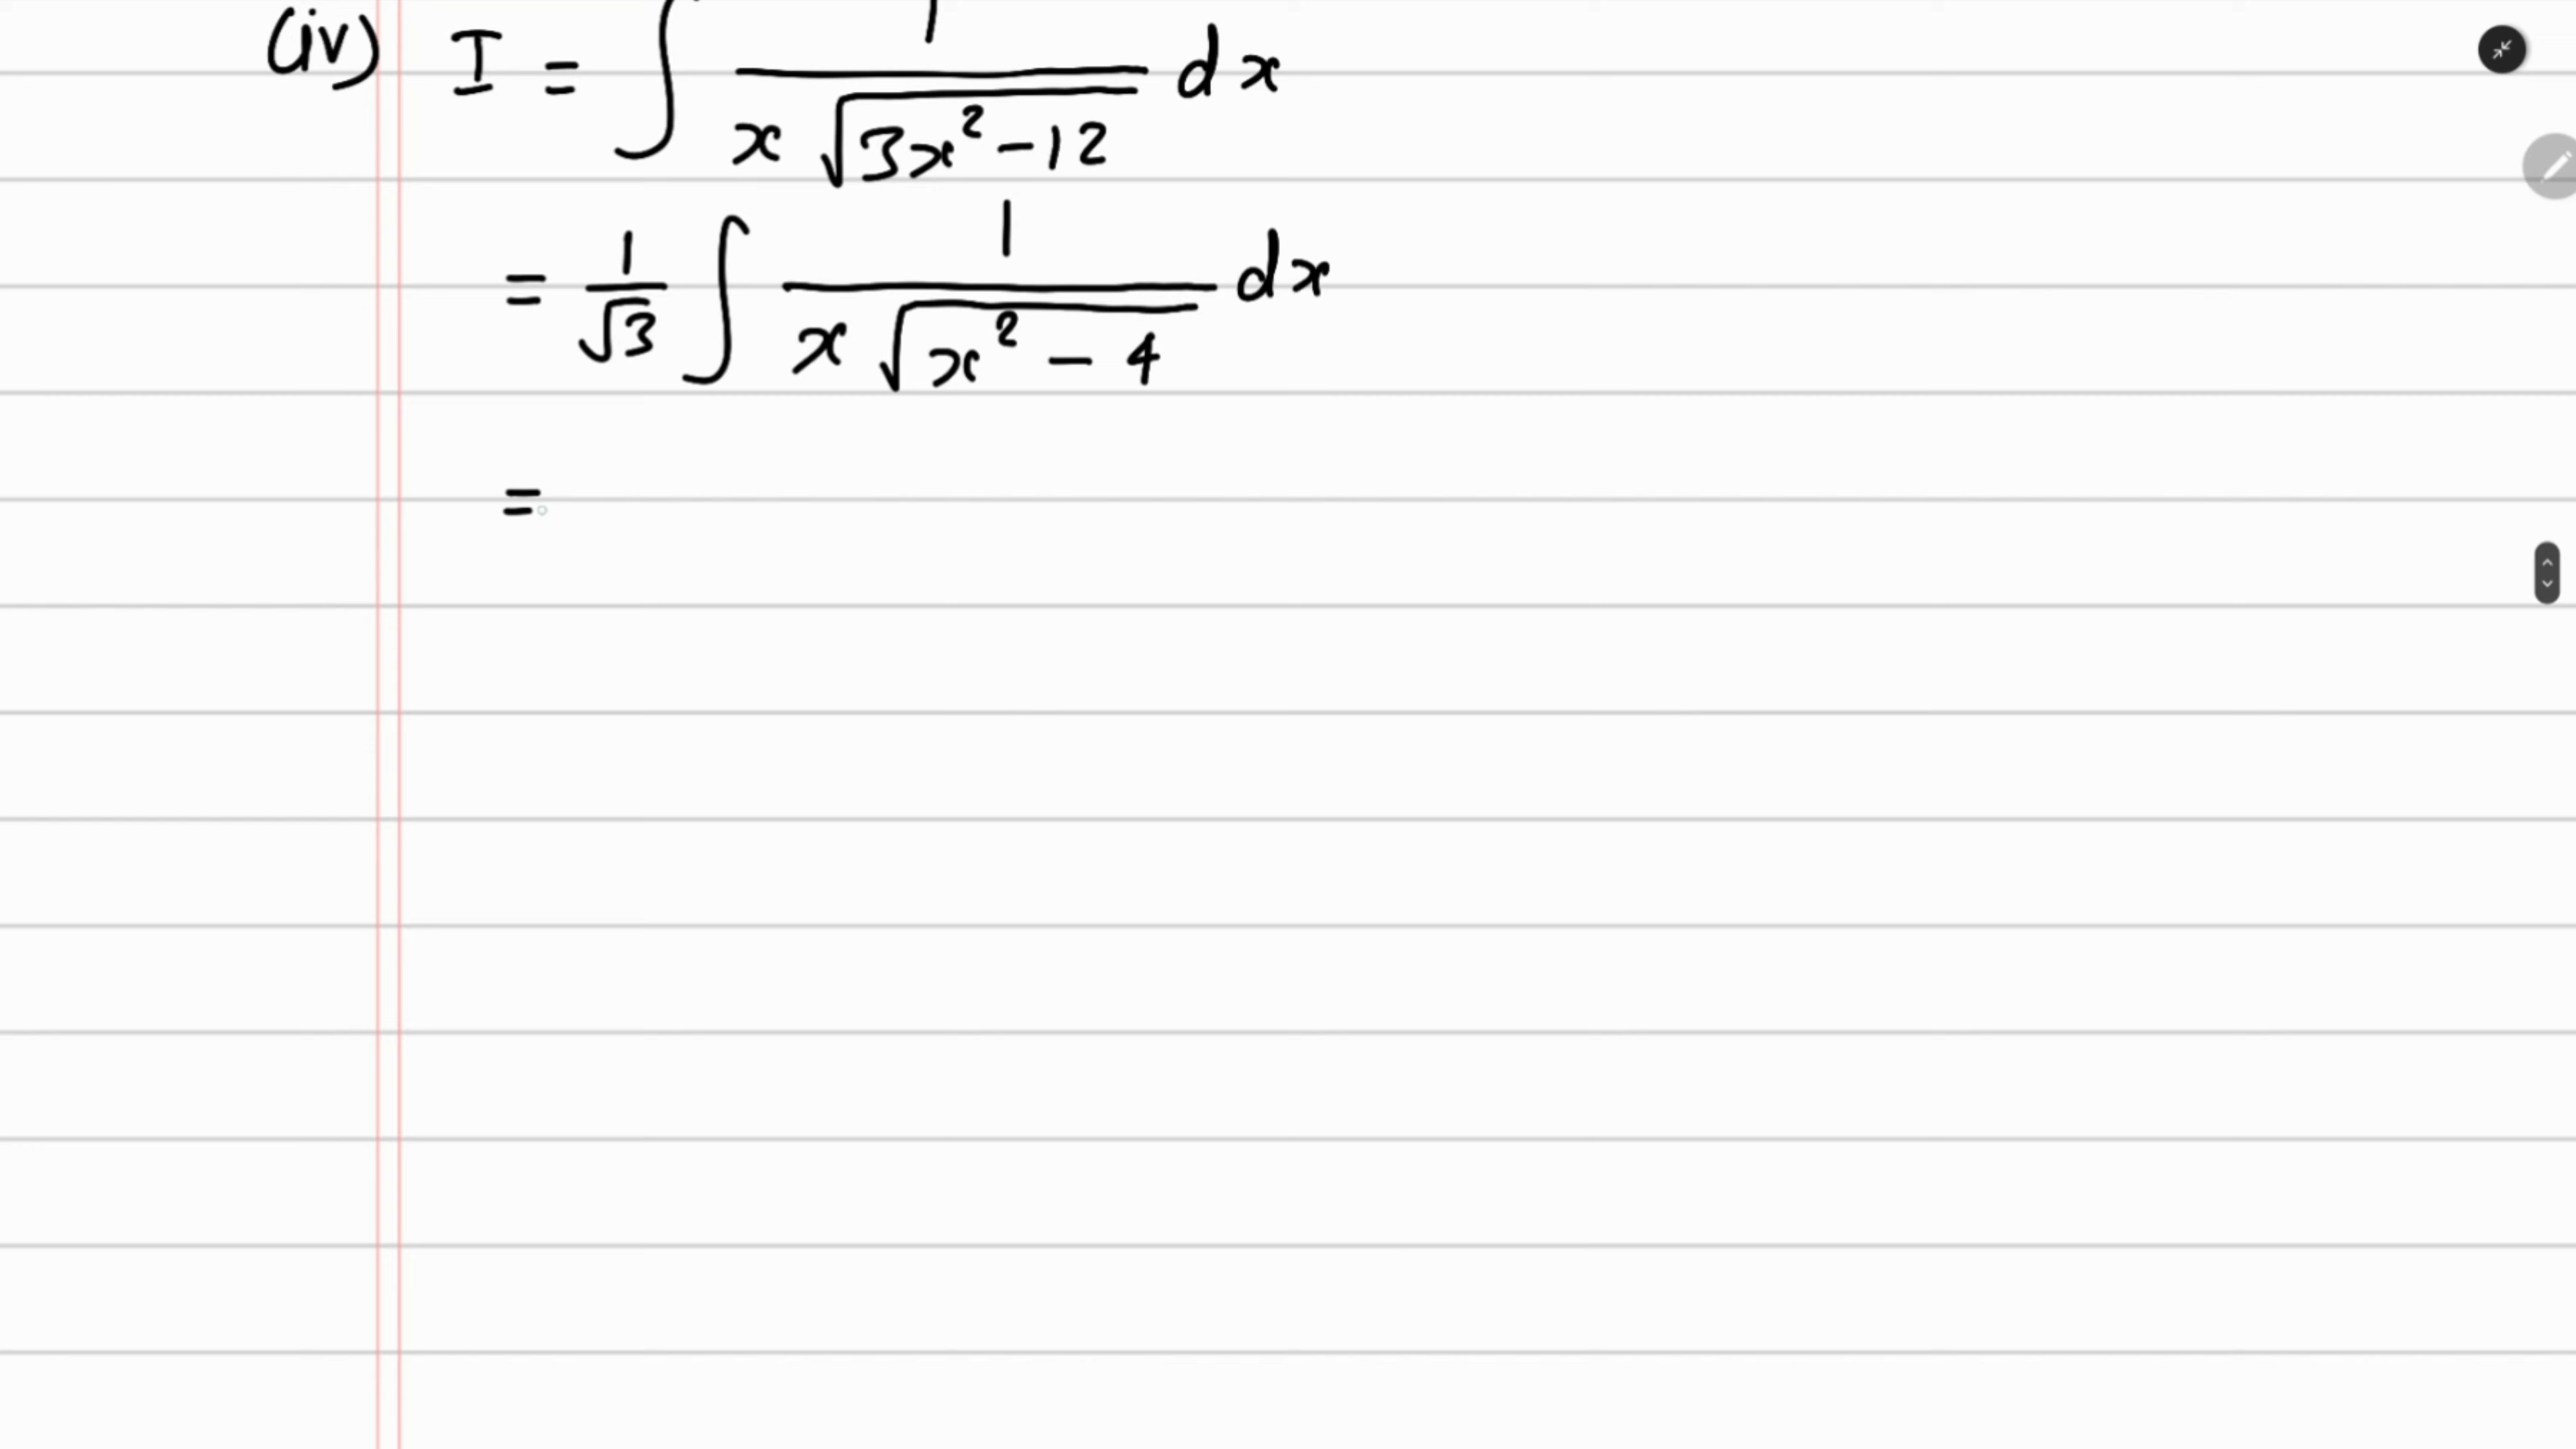 (iv) I = ∫ 1/(x √(3x² - 12)) dx
= 1/√3 ∫ 1/(x √(x² - 4)) dx
=